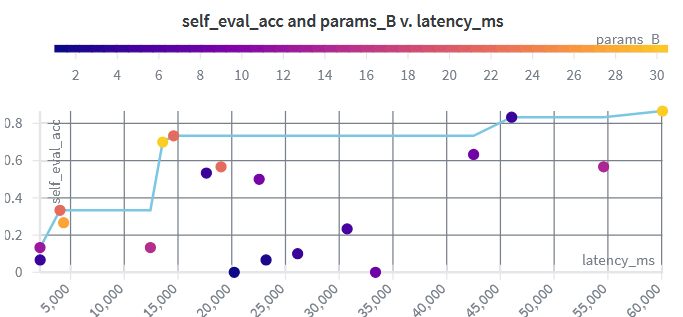 self_eval_acc and params_B v. latency_ms
params_B
2 4 6 8 10 12 14 16 18 20 22 24 26 28 30
self_eval_acc
0.8
0.6
0.4
0.2
0
latency_ms
5,000 10,000 15,000 20,000 25,000 30,000 35,000 40,000 45,000 50,000 55,000 60,000